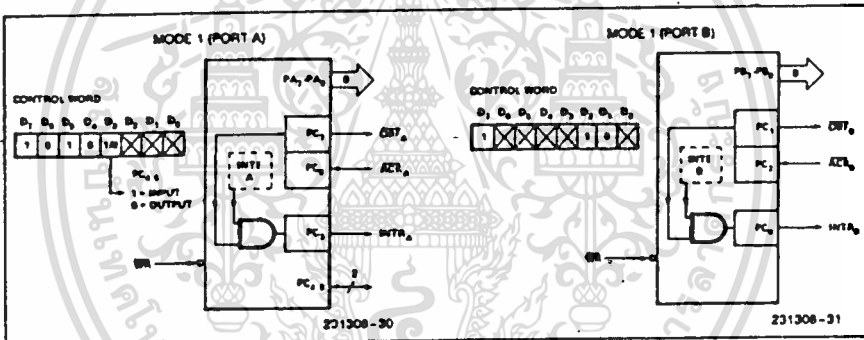 MODE 1 (PORT A)
CONTROL WORD
D7 D6 D5 D4 D3 D2 D1 D0
1 0 1 0 1/0
PC4,5
1 = INPUT
0 = OUTPUT
WR
PA7-PA0
8
PC7
OBFA
PC6
ACKA
INTE
A
PC3
INTRA
PC4,5
2
231308-30
MODE 1 (PORT B)
CONTROL WORD
D7 D6 D5 D4 D3 D2 D1 D0
1 1 0
WR
PB7-PB0
8
PC1
OBFB
PC2
ACKB
INTE
B
PC0
INTRB
231308-31